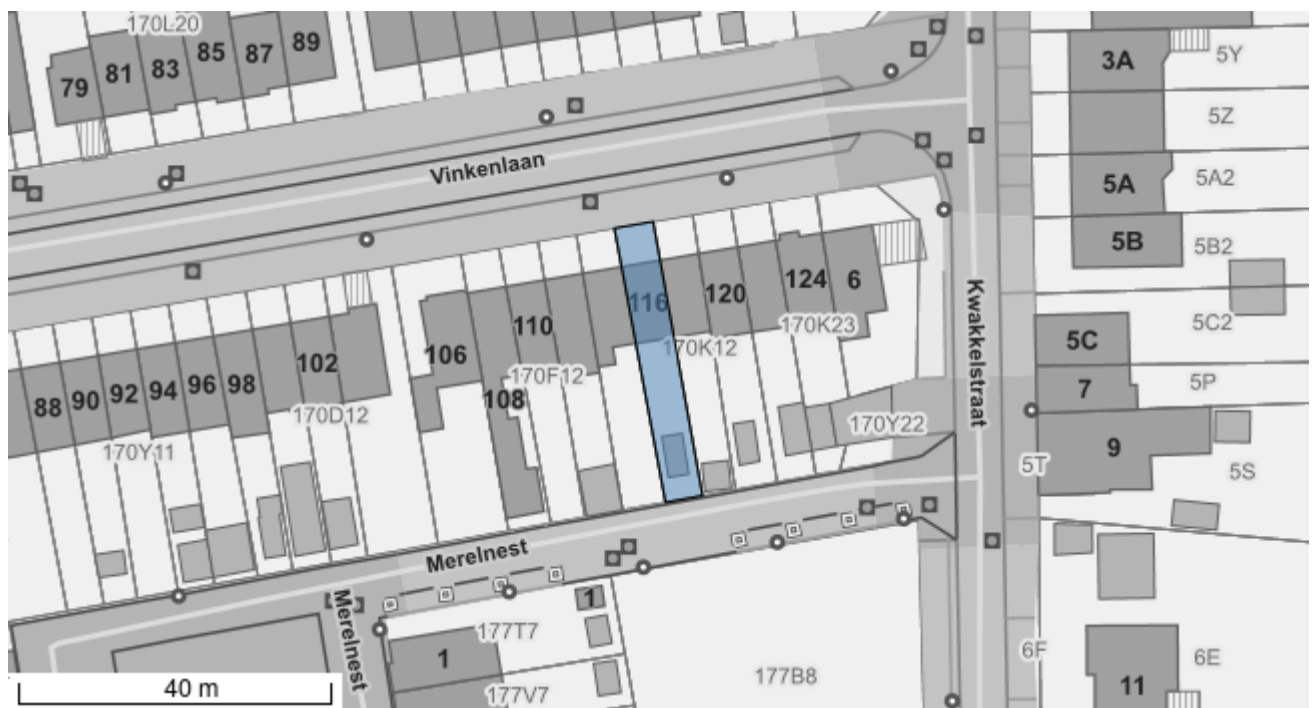 170L20
79
81
83
85
87
89
Vinkenlaan
3A
5Y
5Z
5A
5A2
5B
5B2
Kwakkelstraat
88
90
92
94
96
98
102
106
108
110
116
120
124
6
170Y11
170D12
170F12
170K12
170K23
170Y22
5C
5C2
7
5P
9
5T
5S
Merelnest
Merelnest
1
177T7
1
177V7
177B8
6F
6E
11
40 m